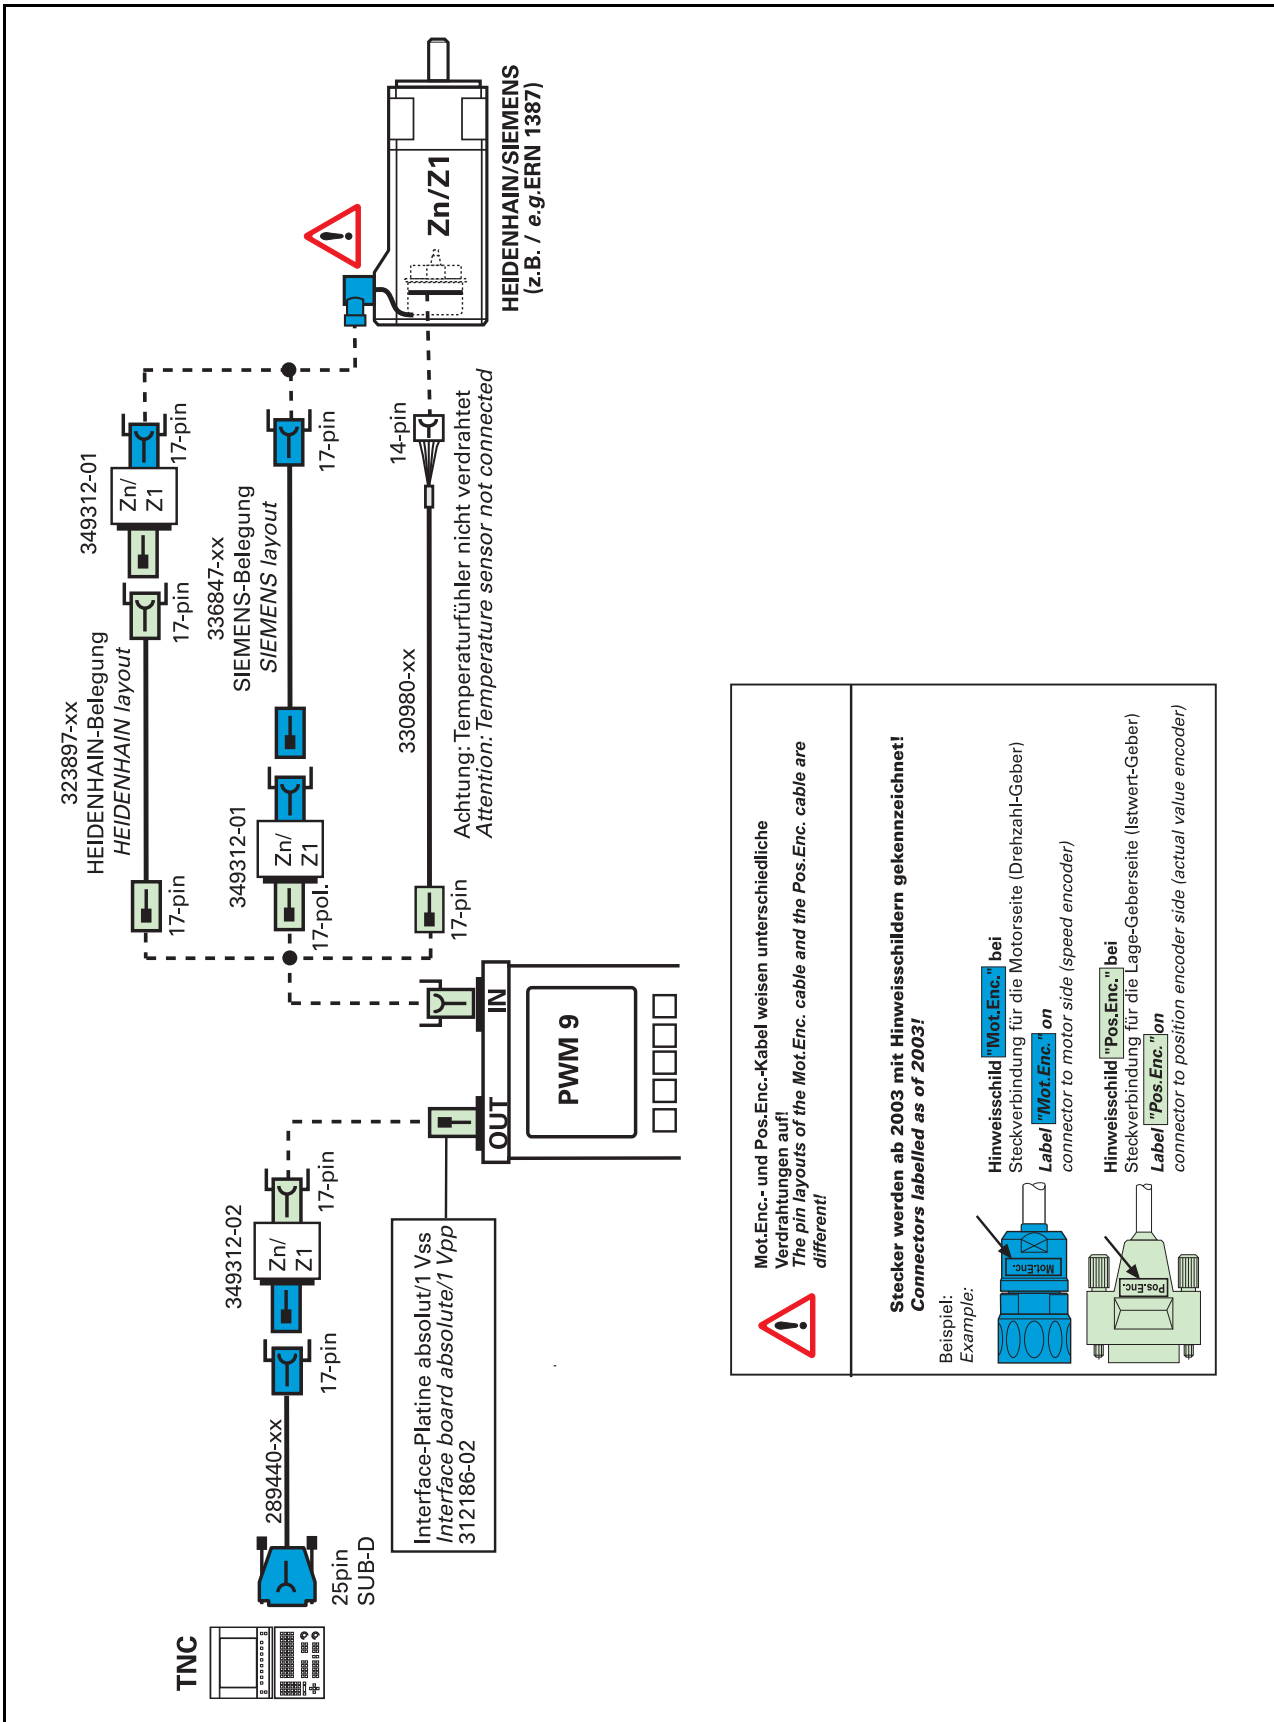 TNC
25pin
SUB-D
289440-xx
17-pin
349312-02
Zn/
Z1
17-pin
Interface-Platine absolut/1 Vss
Interface board absolute/1 Vpp
312186-02
OUT
IN
PWM 9
323897-xx
HEIDENHAIN-Belegung
HEIDENHAIN layout
17-pin
17-pin
349312-01
Zn/
Z1
17-pin
349312-01
Zn/
Z1
17-pol.
336847-xx
SIEMENS-Belegung
SIEMENS layout
17-pin
17-pin
330980-xx
14-pin
Achtung: Temperaturfühler nicht verdrahtet
Attention: Temperature sensor not connected
Zn/Z1
HEIDENHAIN/SIEMENS
(z.B. / e.g.ERN 1387)
Mot.Enc.- und Pos.Enc.-Kabel weisen unterschiedliche
Verdrahtungen auf!
The pin layouts of the Mot.Enc. cable and the Pos.Enc. cable are
different!
Stecker werden ab 2003 mit Hinweisschildern gekennzeichnet!
Connectors labelled as of 2003!
Beispiel:
Example:
Mot.Enc.
Hinweisschild "Mot.Enc." bei
Steckverbindung für die Motorseite (Drehzahl-Geber)
Label "Mot.Enc." on
connector to motor side (speed encoder)
Pos.Enc.
Hinweisschild "Pos.Enc." bei
Steckverbindung für die Lage-Geberseite (Istwert-Geber)
Label "Pos.Enc." on
connector to position encoder side (actual value encoder)